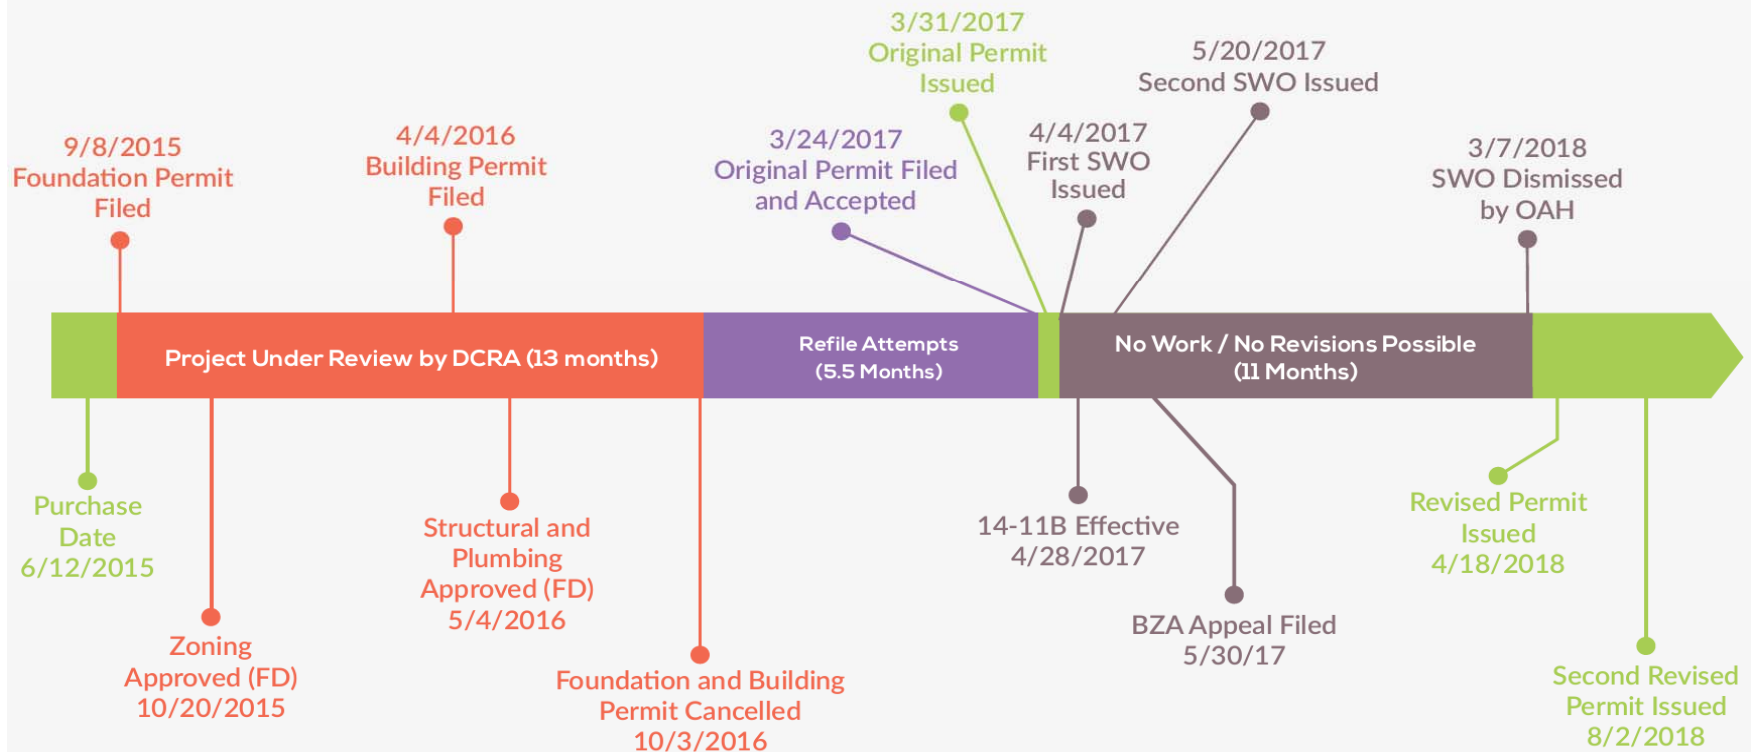 9/8/2015
Foundation Permit
Filed
4/4/2016
Building Permit
Filed
3/24/2017
Original Permit Filed
and Accepted
3/31/2017
Original Permit
Issued
4/4/2017
First SWO
Issued
5/20/2017
Second SWO Issued
3/7/2018
SWO Dismissed
by OAH
Project Under Review by DCRA (13 months)
Refile Attempts
(5.5 Months)
No Work / No Revisions Possible
(11 Months)
Purchase
Date
6/12/2015
Zoning
Approved (FD)
10/20/2015
Structural and
Plumbing
Approved (FD)
5/4/2016
Foundation and Building
Permit Cancelled
10/3/2016
14-11B Effective
4/28/2017
BZA Appeal Filed
5/30/17
Revised Permit
Issued
4/18/2018
Second Revised
Permit Issued
8/2/2018